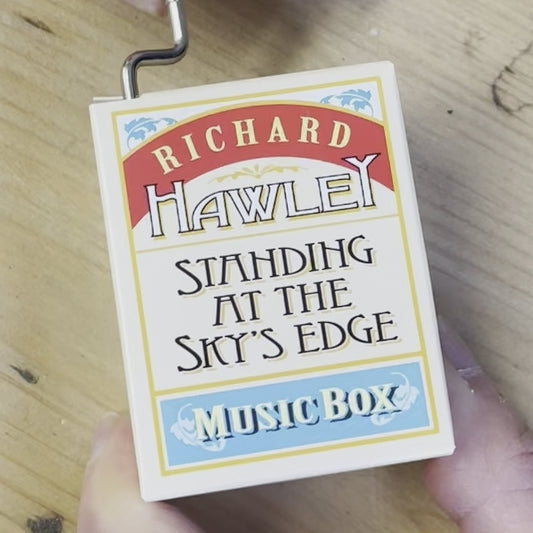 RICHARD
HAWLEY
STANDING
AT THE
SKY'S EDGE
MUSIC BOX